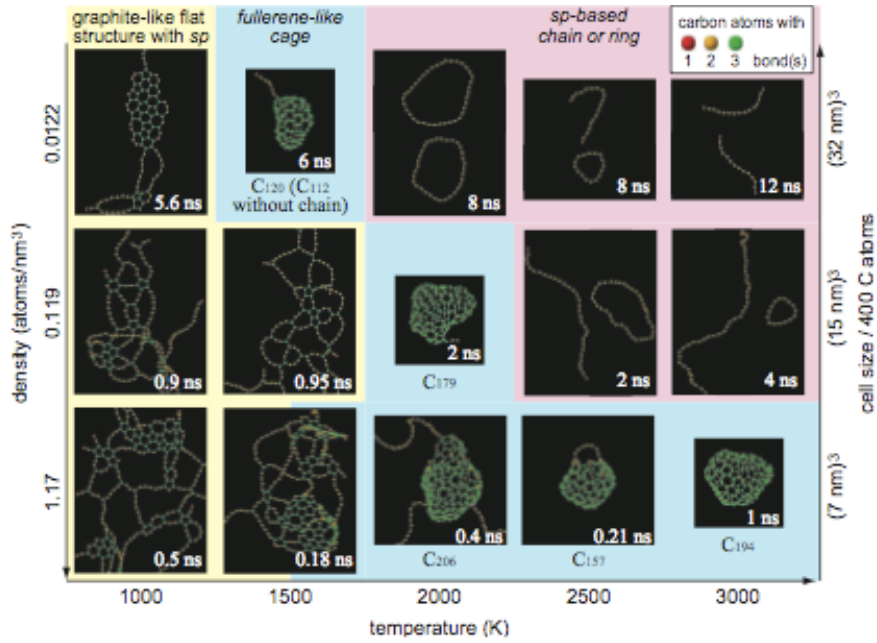 graphite-like flat
structure with sp
fullerene-like
cage
sp-based
chain or ring
carbon atoms with
1 2 3 bond(s)
density (atoms/nm³)
0.0122
5.6 ns
6 ns
C₁₂₀ (C₁₁₂
without chain)
8 ns
8 ns
12 ns
(32 nm)³
0.119
0.9 ns
0.95 ns
2 ns
C₁₇₉
2 ns
4 ns
(15 nm)³
cell size / 400 C atoms
1.17
0.5 ns
0.18 ns
0.4 ns
C₂₀₆
0.21 ns
C₁₅₇
1 ns
C₁₉₄
(7 nm)³
1000 1500 2000 2500 3000
temperature (K)